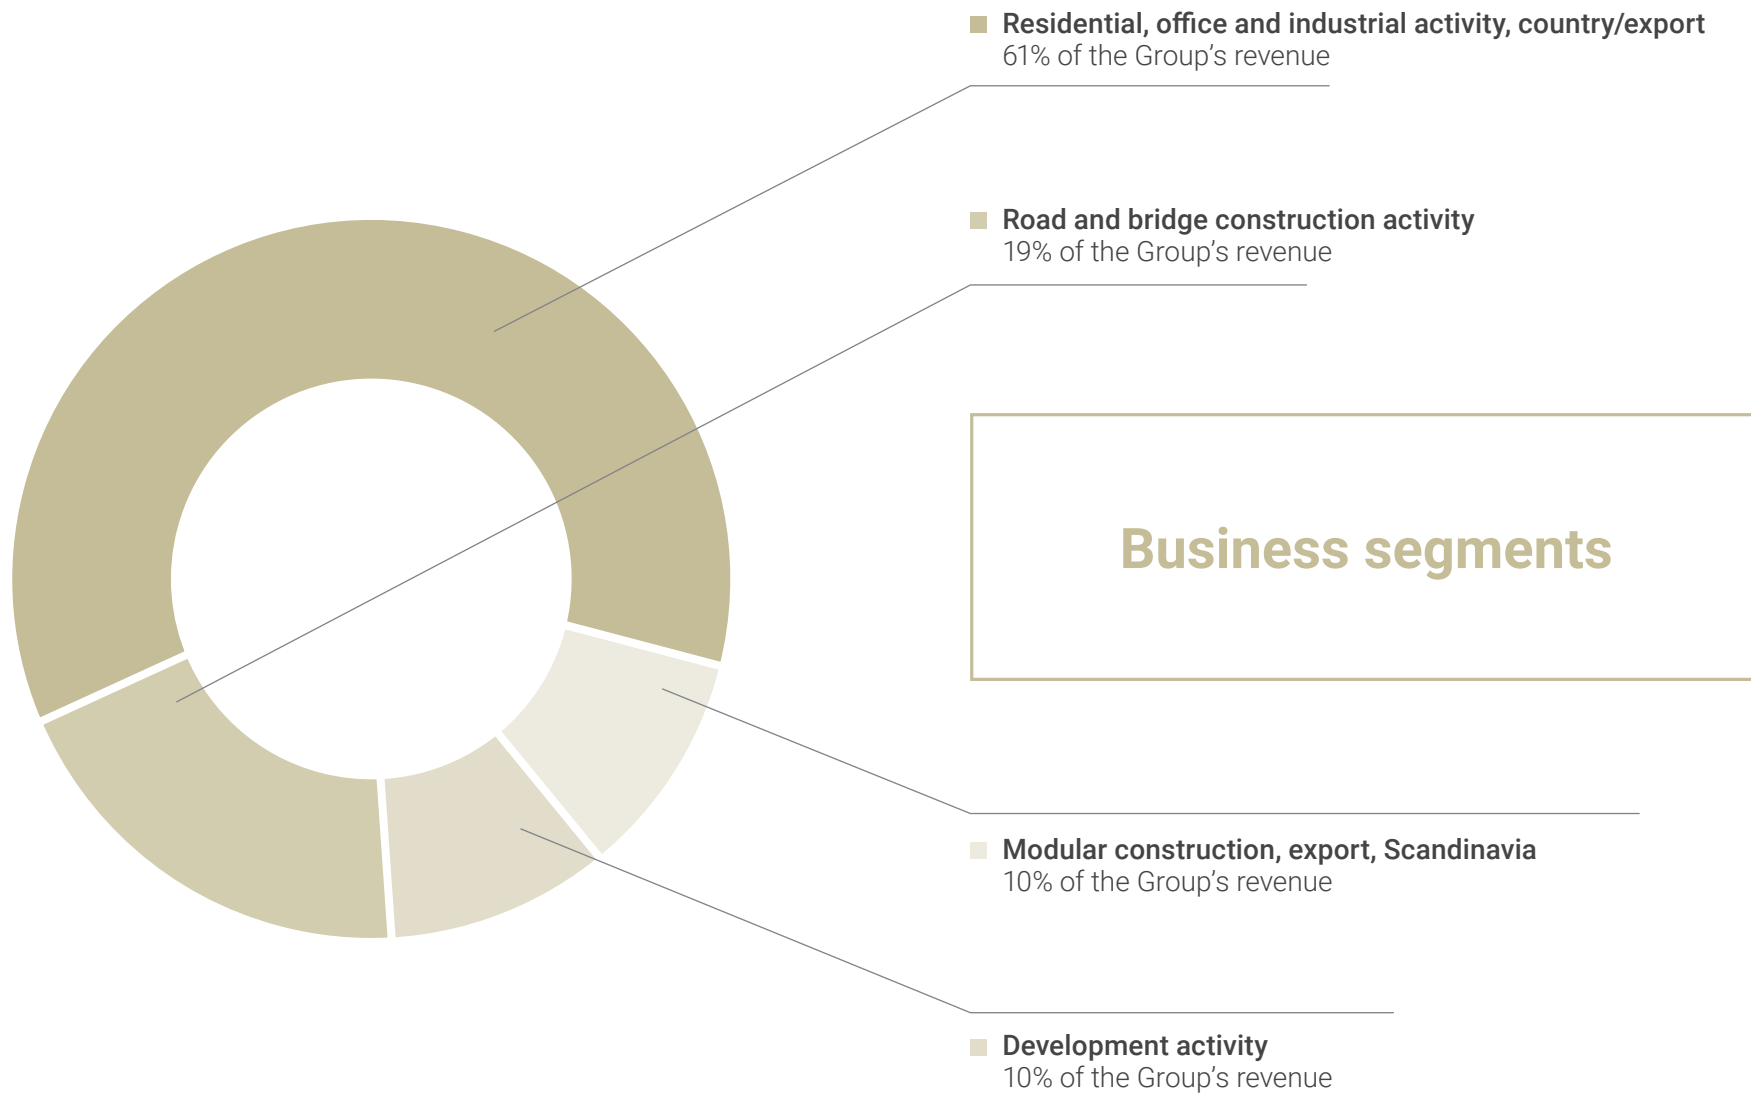 Residential, office and industrial activity, country/export
61% of the Group's revenue
Road and bridge construction activity
19% of the Group's revenue
Business segments
Modular construction, export, Scandinavia
10% of the Group's revenue
Development activity
10% of the Group's revenue